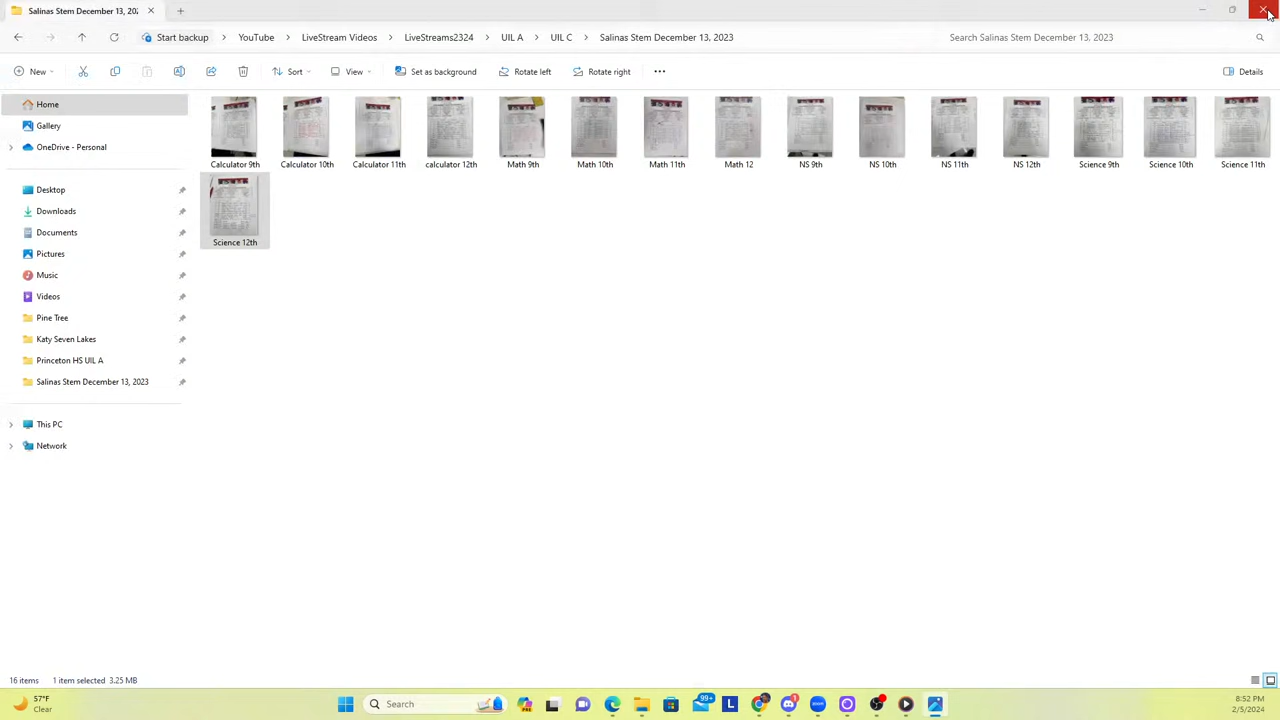 Salinas Stem December 13, 202
Start backup > YouTube > LiveStream Videos > LiveStreams2324 > UIL A > UIL C > Salinas Stem December 13, 2023
Search Salinas Stem December 13, 2023
New
Sort
View
Set as background
Rotate left
Rotate right
Details
Home
Gallery
OneDrive - Personal
Desktop
Downloads
Documents
Pictures
Music
Videos
Pine Tree
Katy Seven Lakes
Princeton HS UIL A
Salinas Stem December 13, 2023
This PC
Network
Calculator 9th
Calculator 10th
Calculator 11th
calculator 12th
Math 9th
Math 10th
Math 11th
Math 12
NS 9th
NS 10th
NS 11th
NS 12th
Science 9th
Science 10th
Science 11th
Science 12th
16 items
1 item selected 3.25 MB
57°F
Clear
Search
99+
L
zoom
1
8:52 PM
2/5/2024